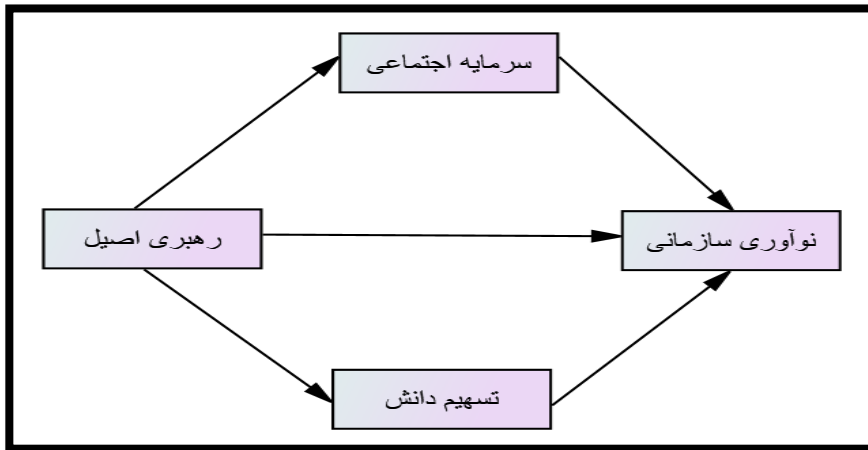 سرمایه اجتماعی
رهبری اصیل
نوآوری سازمانی
تسهیم دانش